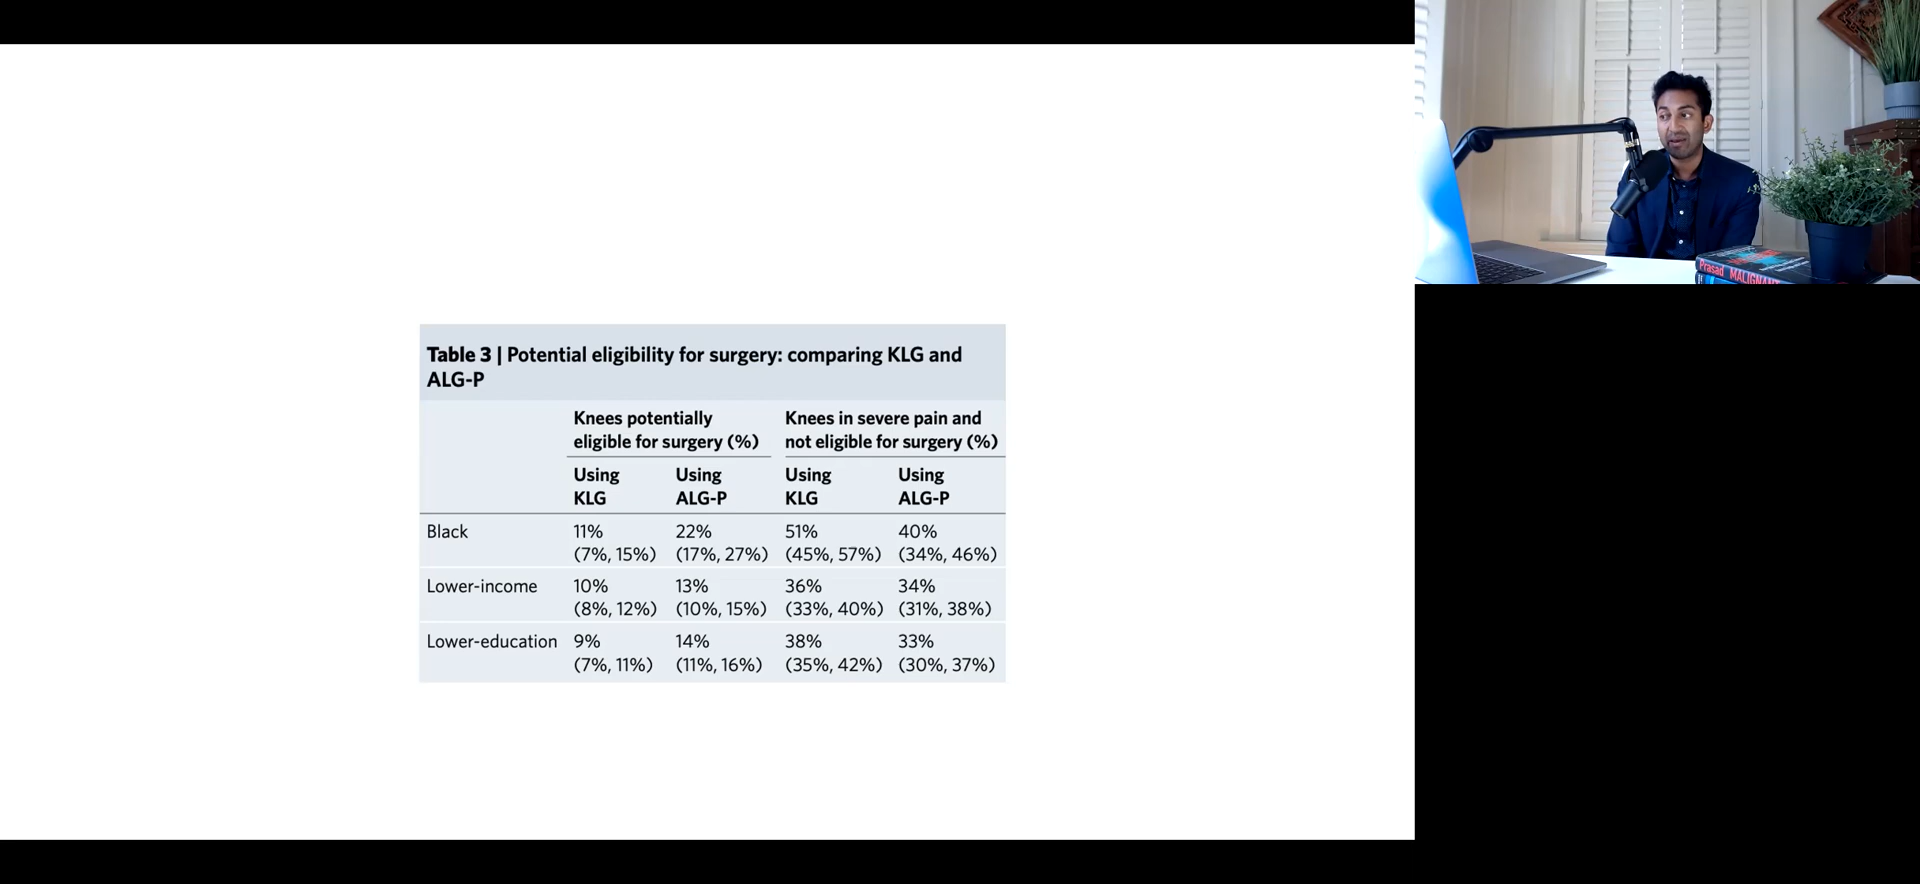 Table 3 | Potential eligibility for surgery: comparing KLG and
ALG-P
Knees potentially
eligible for surgery (%)
Knees in severe pain and
not eligible for surgery (%)
Using
KLG
Using
ALG-P
Using
KLG
Using
ALG-P
Black
11%
(7%, 15%)
22%
(17%, 27%)
51%
(45%, 57%)
40%
(34%, 46%)
Lower-income
10%
(8%, 12%)
13%
(10%, 15%)
36%
(33%, 40%)
34%
(31%, 38%)
Lower-education
9%
(7%, 11%)
14%
(11%, 16%)
38%
(35%, 42%)
33%
(30%, 37%)
Prasad MALIGNANT